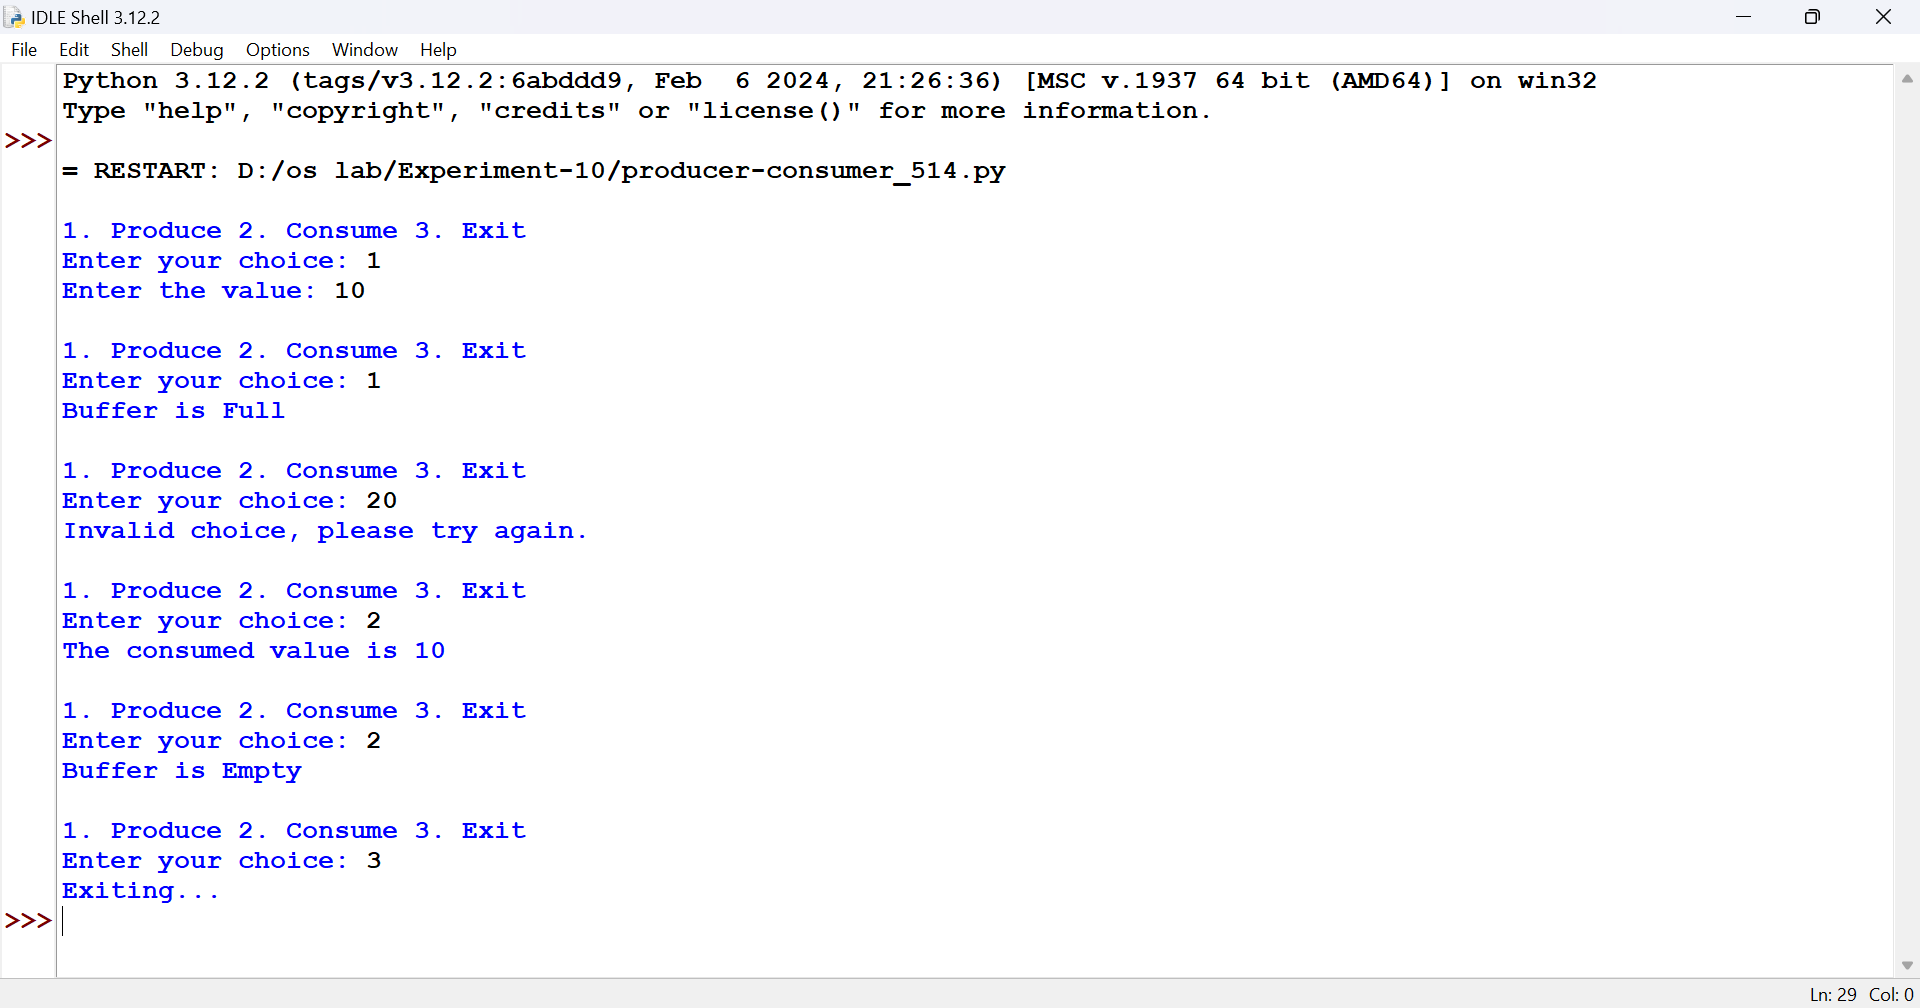 IDLE Shell 3.12.2
File Edit Shell Debug Options Window Help
Python 3.12.2 (tags/v3.12.2:6abddd9, Feb  6 2024, 21:26:36) [MSC v.1937 64 bit (AMD64)] on win32
Type "help", "copyright", "credits" or "license()" for more information.
>>>
= RESTART: D:/os lab/Experiment-10/producer-consumer_514.py
1. Produce 2. Consume 3. Exit
Enter your choice: 1
Enter the value: 10
1. Produce 2. Consume 3. Exit
Enter your choice: 1
Buffer is Full
1. Produce 2. Consume 3. Exit
Enter your choice: 20
Invalid choice, please try again.
1. Produce 2. Consume 3. Exit
Enter your choice: 2
The consumed value is 10
1. Produce 2. Consume 3. Exit
Enter your choice: 2
Buffer is Empty
1. Produce 2. Consume 3. Exit
Enter your choice: 3
Exiting...
>>>
Ln: 29 Col: 0